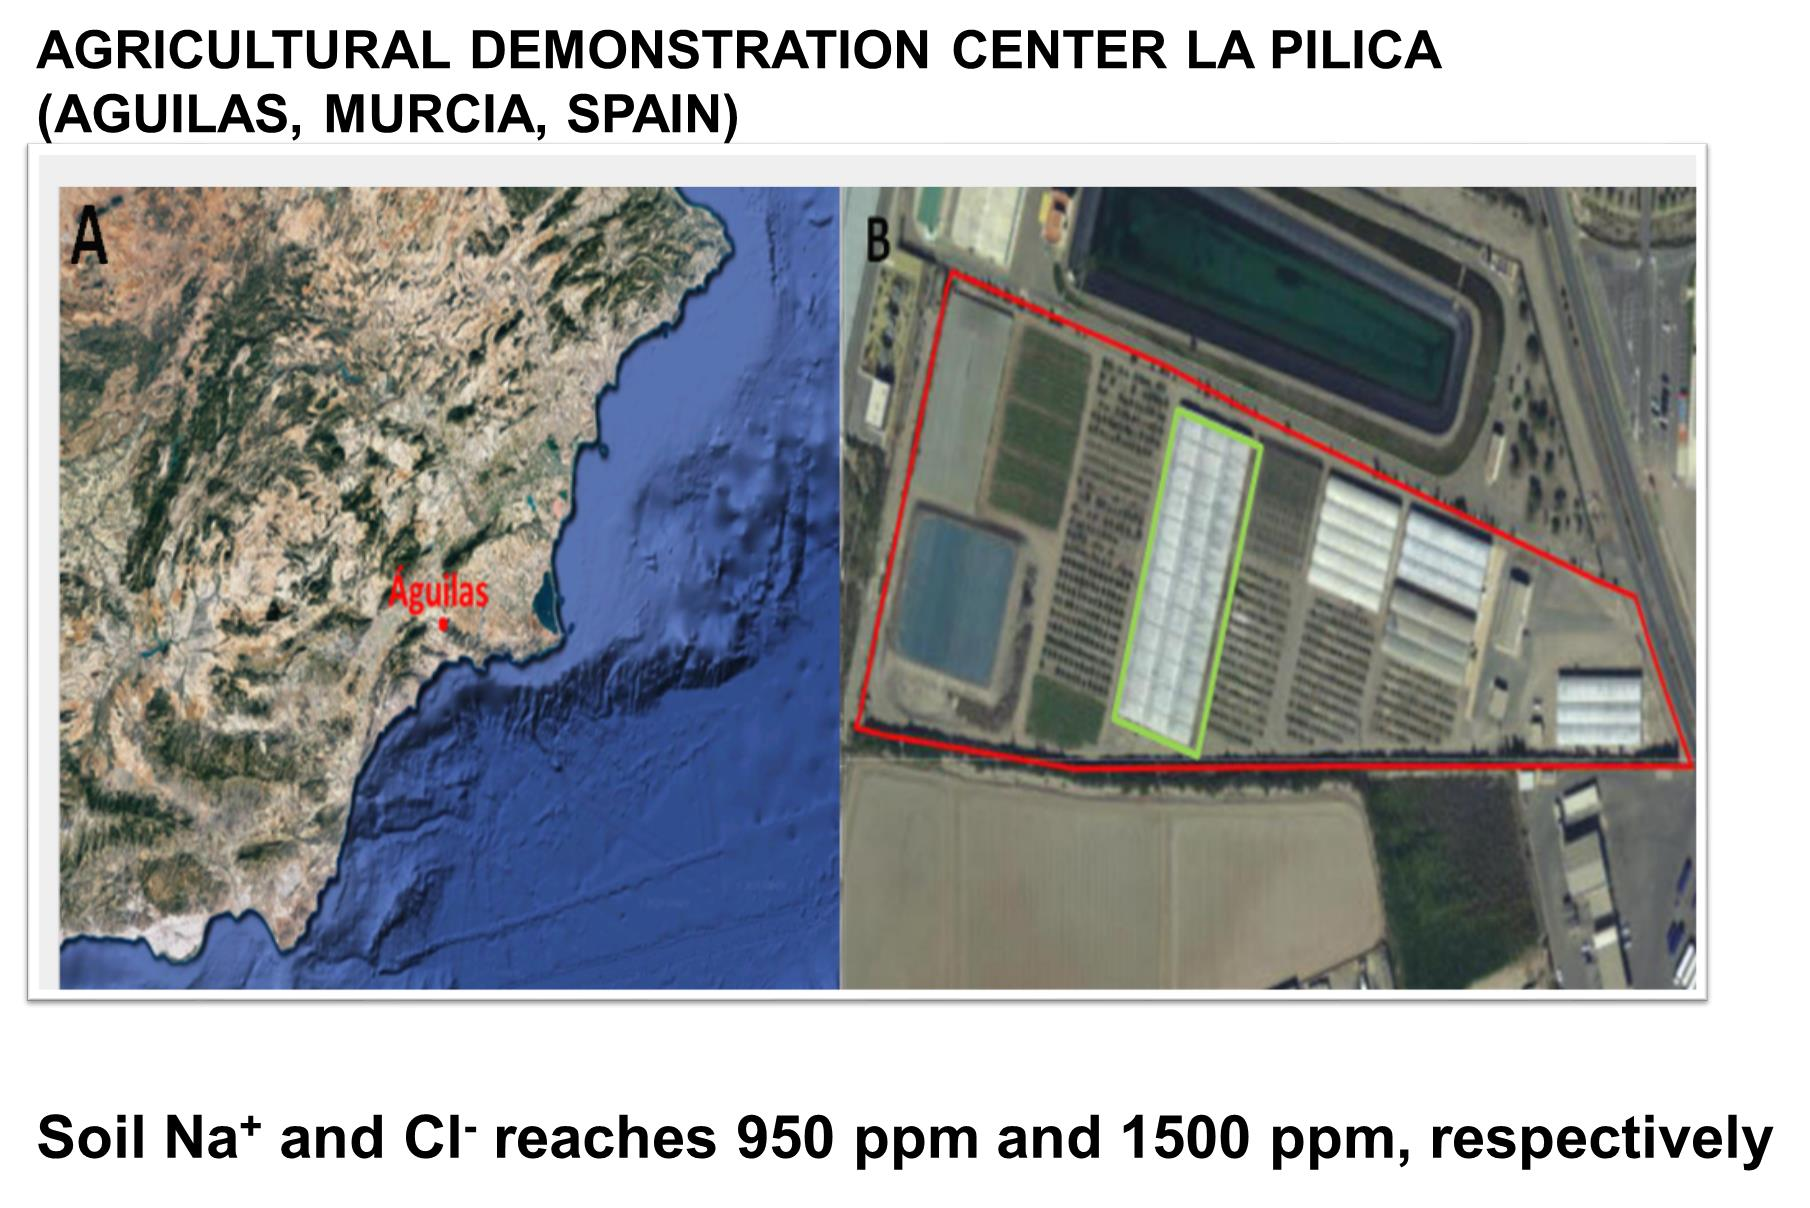 AGRICULTURAL DEMONSTRATION CENTER LA PILICA
(AGUILAS, MURCIA, SPAIN)
A
B
Águilas
Soil Na⁺ and Cl⁻ reaches 950 ppm and 1500 ppm, respectively